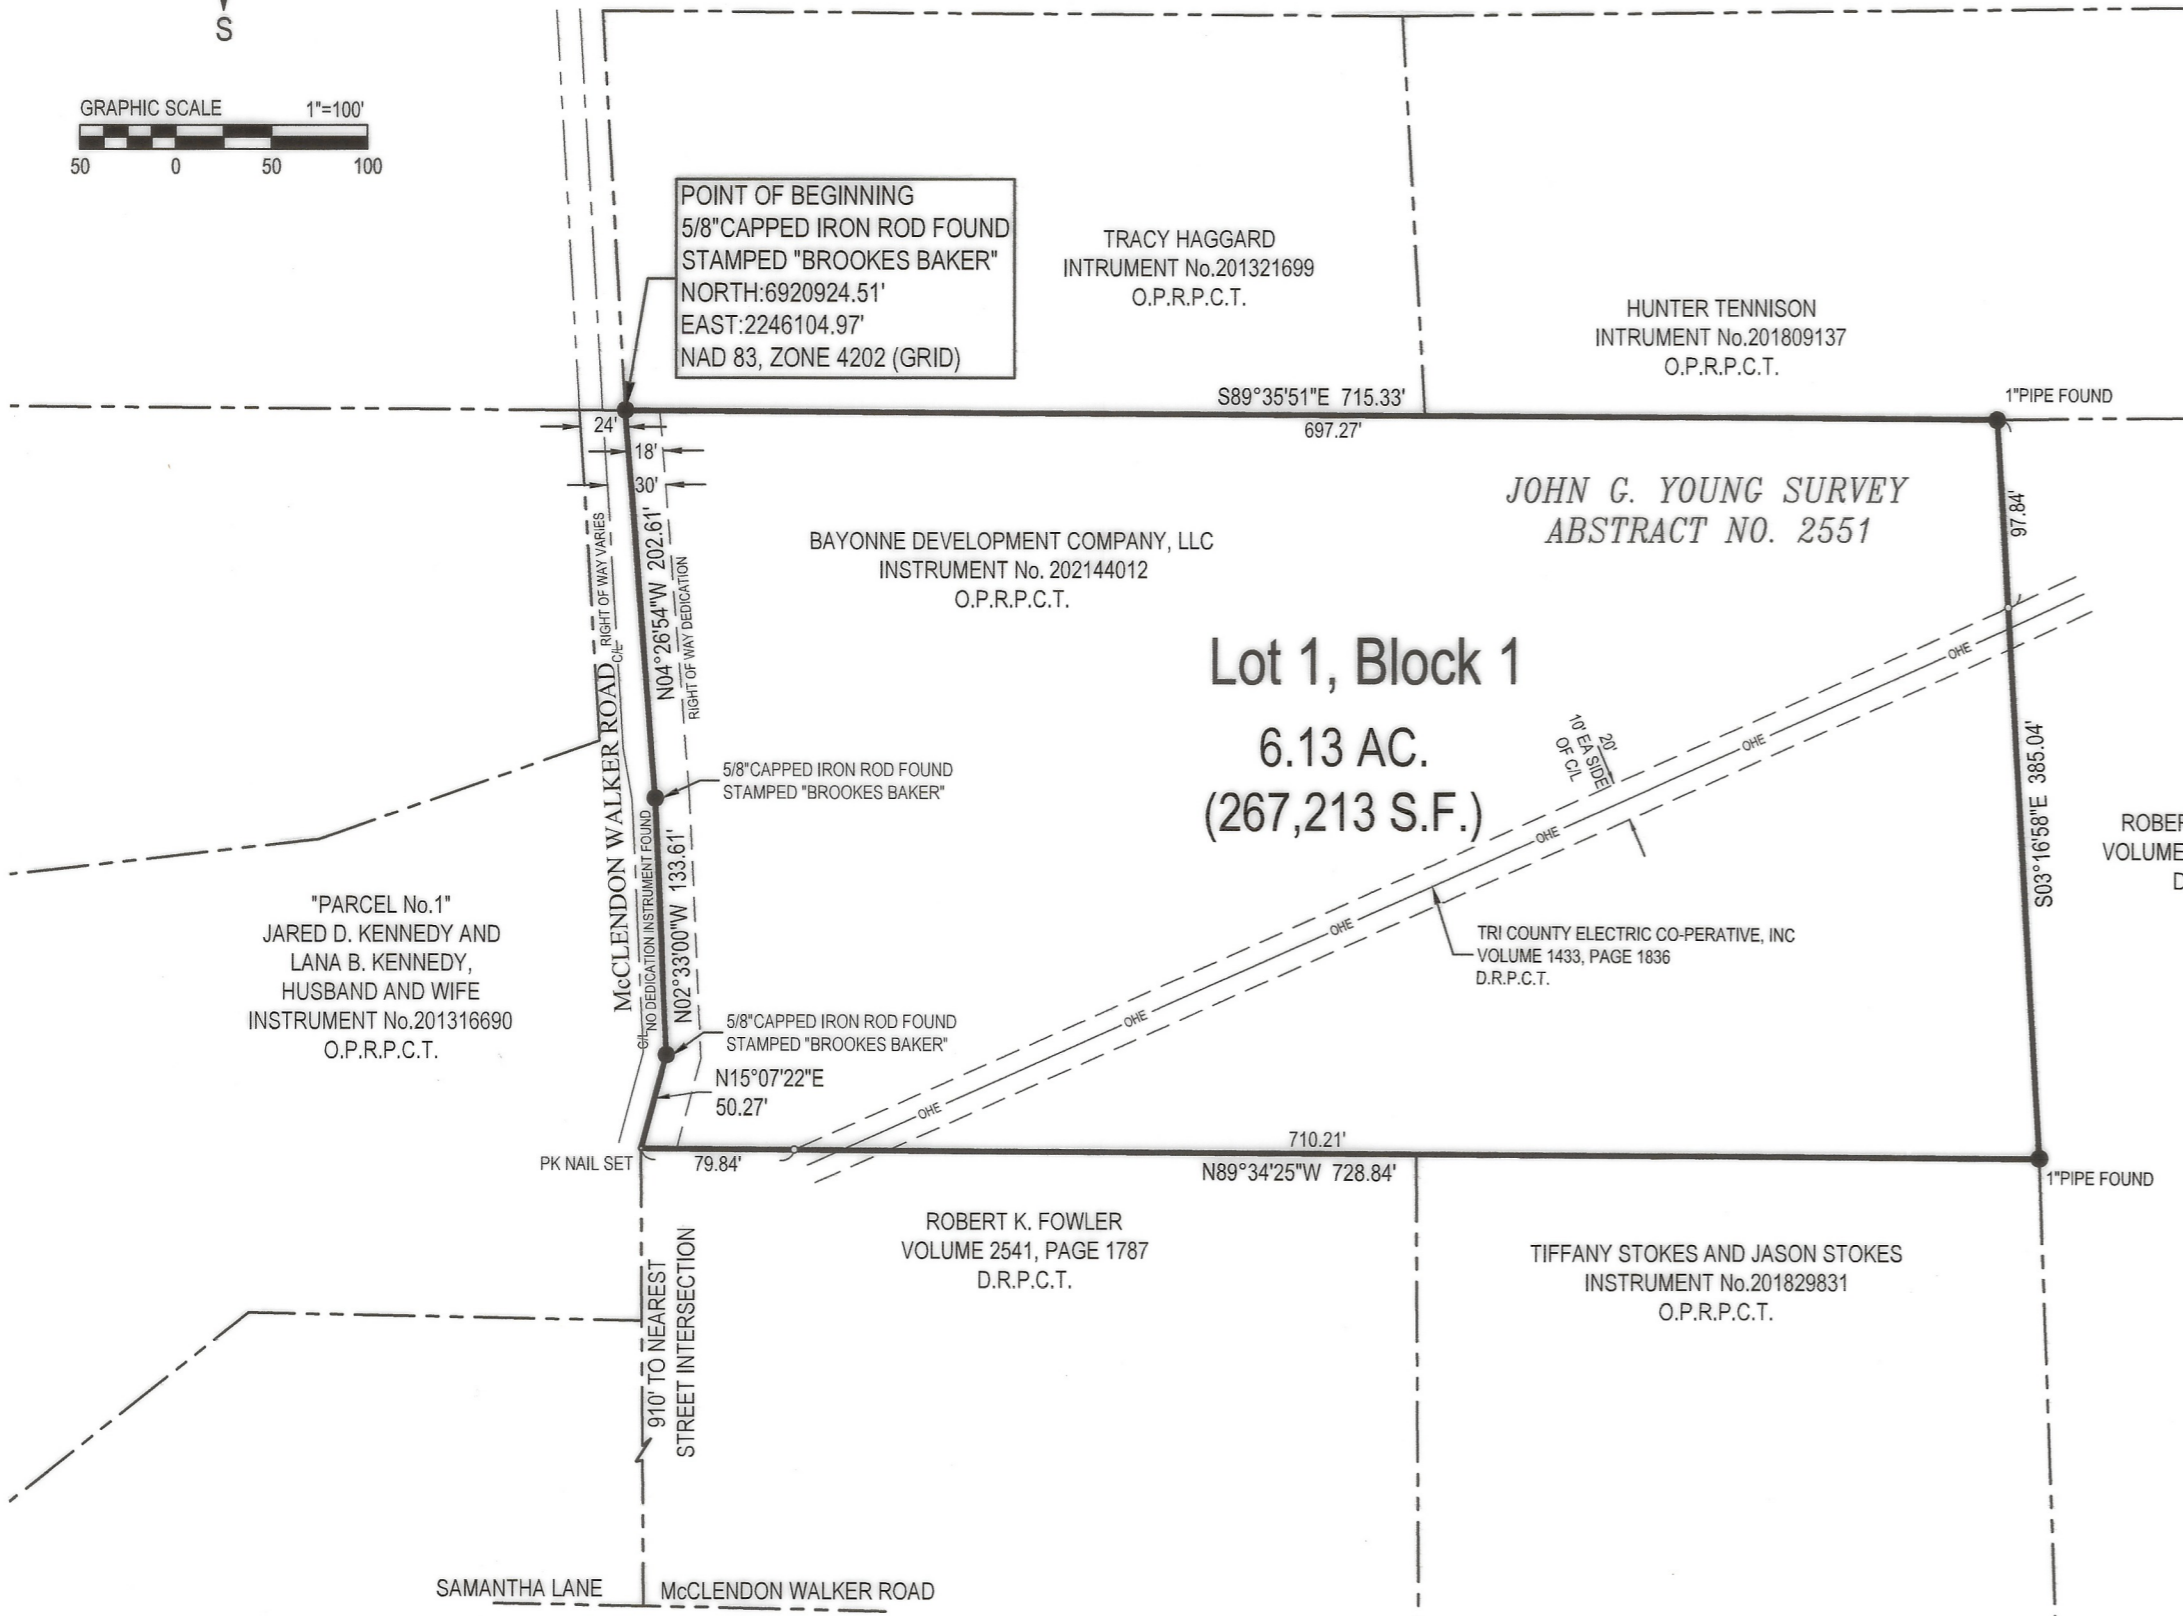 S
GRAPHIC SCALE 1"=100'
50 0 50 100
POINT OF BEGINNING
5/8"CAPPED IRON ROD FOUND
STAMPED "BROOKES BAKER"
NORTH:6920924.51'
EAST:2246104.97'
NAD 83, ZONE 4202 (GRID)
TRACY HAGGARD
INTRUMENT No.201321699
O.P.R.P.C.T.
HUNTER TENNISON
INTRUMENT No.201809137
O.P.R.P.C.T.
S89°35'51"E 715.33'
697.27'
1"PIPE FOUND
24'
18'
30'
JOHN G. YOUNG SURVEY
ABSTRACT NO. 2551
97.84'
RIGHT OF WAY VARIES
C/L
N04°26'54"W 202.61'
RIGHT OF WAY DEDICATION
BAYONNE DEVELOPMENT COMPANY, LLC
INSTRUMENT No. 202144012
O.P.R.P.C.T.
Lot 1, Block 1
6.13 AC.
(267,213 S.F.)
OHE
OHE
OHE
OHE
OHE
OHE
20'
10' EA SIDE
OF C/L
S03°16'58"E 385.04'
McCLENDON WALKER ROAD
5/8"CAPPED IRON ROD FOUND
STAMPED "BROOKES BAKER"
NO DEDICATION INSTRUMENT FOUND
C/L
N02°33'00"W 133.61'
ROBER
VOLUME
D
"PARCEL No.1"
JARED D. KENNEDY AND
LANA B. KENNEDY,
HUSBAND AND WIFE
INSTRUMENT No.201316690
O.P.R.P.C.T.
TRI COUNTY ELECTRIC CO-PERATIVE, INC
VOLUME 1433, PAGE 1836
D.R.P.C.T.
5/8"CAPPED IRON ROD FOUND
STAMPED "BROOKES BAKER"
N15°07'22"E
50.27'
PK NAIL SET
79.84'
710.21'
N89°34'25"W 728.84'
1"PIPE FOUND
ROBERT K. FOWLER
VOLUME 2541, PAGE 1787
D.R.P.C.T.
TIFFANY STOKES AND JASON STOKES
INSTRUMENT No.201829831
O.P.R.P.C.T.
910' TO NEAREST
STREET INTERSECTION
SAMANTHA LANE
McCLENDON WALKER ROAD